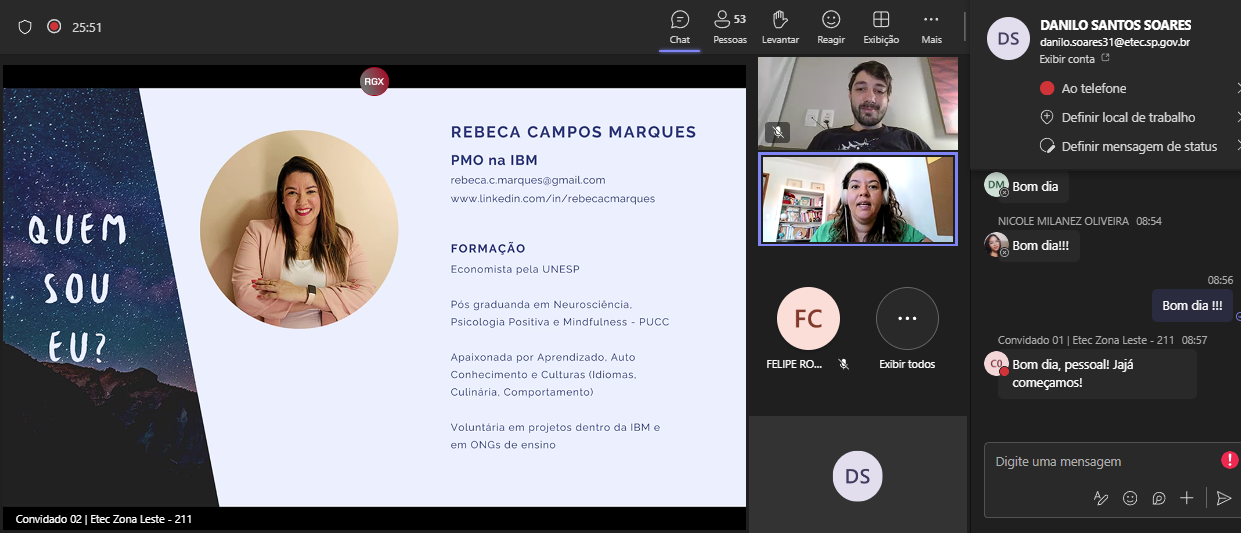 25:51
Chat
53
Pessoas
Levantar
Reagir
Exibição
Mais
RGX
QUEM
SOU
EU?
REBECA CAMPOS MARQUES
PMO na IBM
rebeca.c.marques@gmail.com
www.linkedin.com/in/rebecacmarques
FORMAÇÃO
Economista pela UNESP
Pós graduanda em Neurosciência,
Psicologia Positiva e Mindfulness - PUCC
Apaixonada por Aprendizado, Auto
Conhecimento e Culturas (Idiomas,
Culinária, Comportamento)
Voluntária em projetos dentro da IBM e
em ONGs de ensino
Convidado 02 | Etec Zona Leste - 211
FC
FELIPE RO...
Exibir todos
DS
DS
DANILO SANTOS SOARES
danilo.soares31@etec.sp.gov.br
Exibir conta
Ao telefone
Definir local de trabalho
Definir mensagem de status
DM
Bom dia
NICOLE MILANEZ OLIVEIRA 08:54
Bom dia!!!
08:56
Bom dia !!!
Convidado 01 | Etec Zona Leste - 211 08:57
C0
Bom dia, pessoal! Jajá
começamos!
Digite uma mensagem